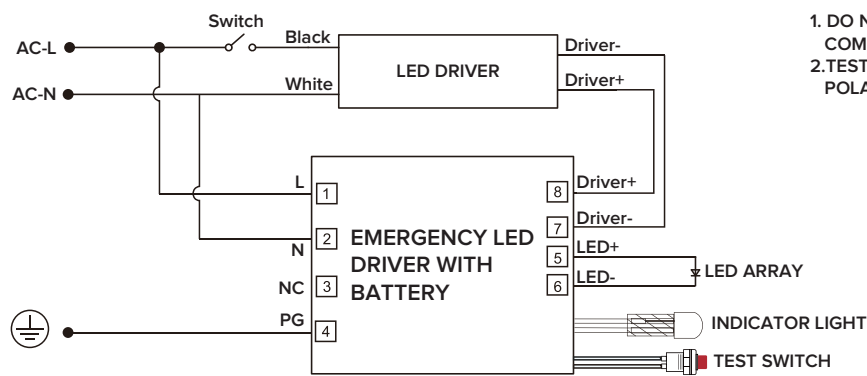 Switch
1. DO N
AC-L
Black
Driver-
COM
LED DRIVER
2.TEST
AC-N
White
Driver+
POLA
L
1
8
Driver+
2
N
EMERGENCY LED
DRIVER WITH
BATTERY
7
Driver-
5
LED+
LED ARRAY
NC
3
6
LED-
PG
4
INDICATOR LIGHT
TEST SWITCH